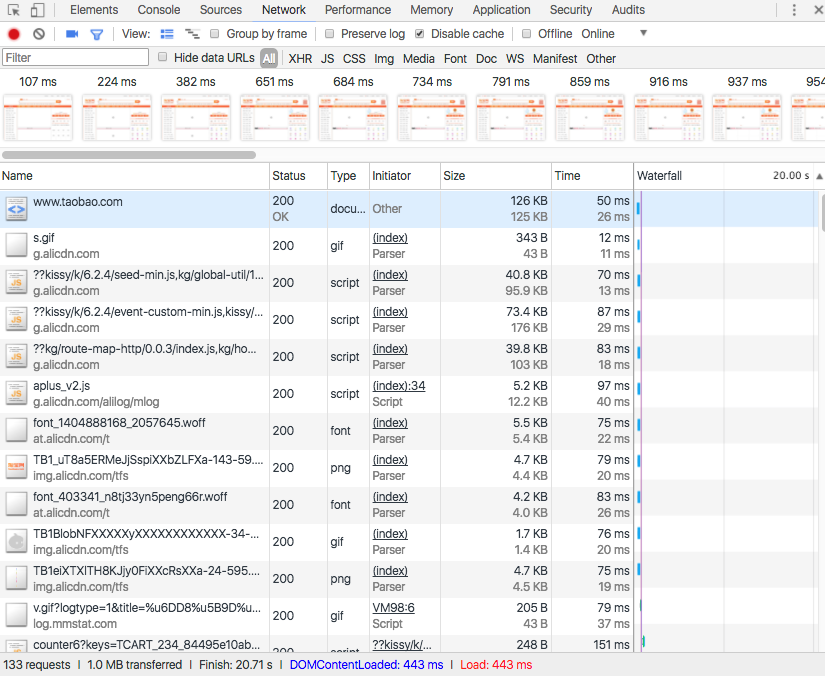 Elements Console Sources Network Performance Memory Application Security Audits
View: Group by frame Preserve log Disable cache Offline Online
Filter Hide data URLs All XHR JS CSS Img Media Font Doc WS Manifest Other
107 ms 224 ms 382 ms 651 ms 684 ms 734 ms 791 ms 859 ms 916 ms 937 ms 954
Name Status Type Initiator Size Time Waterfall 20.00 s
www.taobao.com 200 OK docu... Other 126 KB 125 KB 50 ms 26 ms
s.gif 200 gif (index) 343 B 12 ms
g.alicdn.com Parser 43 B 11 ms
??kissy/k/6.2.4/seed-min.js,kg/global-util/1... 200 script (index) 40.8 KB 70 ms
g.alicdn.com Parser 95.9 KB 13 ms
??kissy/k/6.2.4/event-custom-min.js,kissy/... 200 script (index) 73.4 KB 87 ms
g.alicdn.com Parser 176 KB 29 ms
??kg/route-map-http/0.0.3/index.js,kg/ho... 200 script (index) 39.8 KB 83 ms
g.alicdn.com Parser 103 KB 18 ms
aplus_v2.js 200 script (index):34 5.2 KB 97 ms
g.alicdn.com/alilog/mlog Script 12.2 KB 40 ms
font_1404888168_2057645.woff 200 font (index) 5.5 KB 75 ms
at.alicdn.com/t Parser 5.4 KB 22 ms
TB1_uT8a5ERMeJjSspiXXbZLFXa-143-59.... 200 png (index) 4.7 KB 79 ms
img.alicdn.com/tfs Parser 4.4 KB 20 ms
font_403341_n8tj33yn5peng66r.woff 200 font (index) 4.2 KB 83 ms
at.alicdn.com/t Parser 4.0 KB 26 ms
TB1BlobNFXXXXXyXXXXXXXXXXXX-34-... 200 gif (index) 1.7 KB 76 ms
img.alicdn.com/tfs Parser 1.4 KB 20 ms
TB1eiXTXlTH8KJjy0FiXXcRsXXa-24-595.... 200 png (index) 4.7 KB 75 ms
img.alicdn.com/tfs Parser 4.5 KB 19 ms
v.gif?logtype=1&title=%u6DD8%u5B9D%u... 200 gif VM98:6 205 B 79 ms
log.mmstat.com Script 43 B 37 ms
counter6?keys=TCART_234_84495e10ab... 200 script ??kissy/k/... 248 B 151 ms
133 requests | 1.0 MB transferred | Finish: 20.71 s | DOMContentLoaded: 443 ms | Load: 443 ms